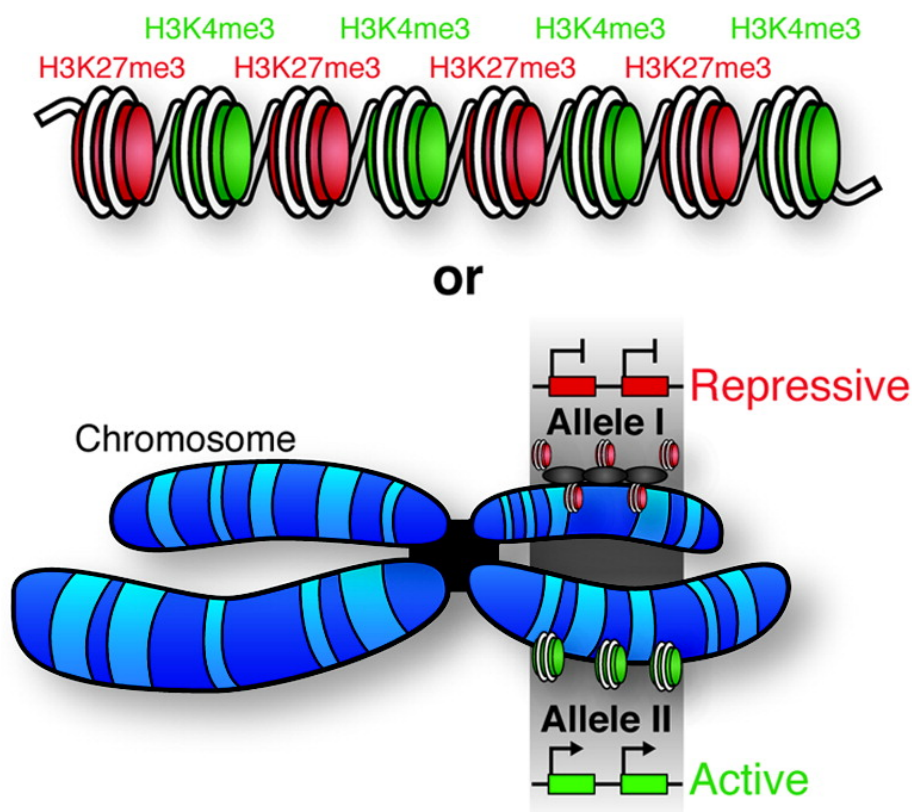 H3K4me3 H3K4me3 H3K4me3 H3K4me3
H3K27me3 H3K27me3 H3K27me3 H3K27me3
or
Repressive
Allele I
Chromosome
Allele II
Active